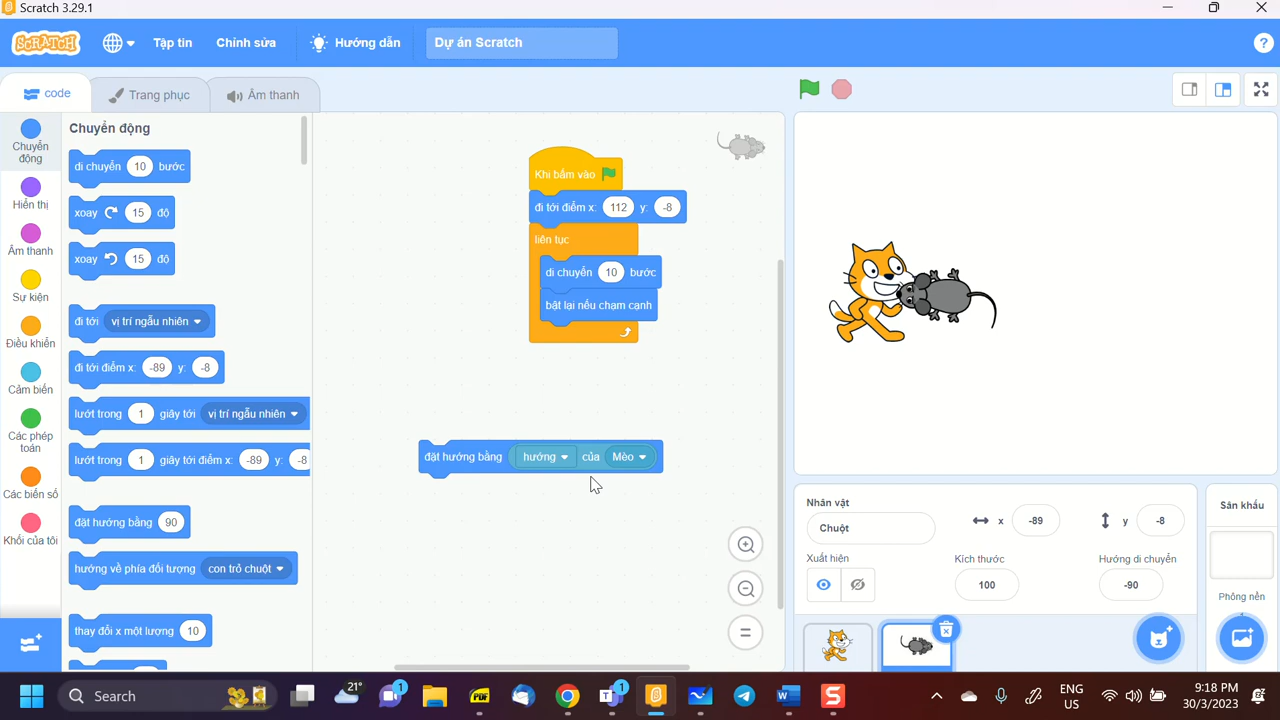 Scratch 3.29.1
SCRATCH
Tập tin
Chỉnh sửa
Hướng dẫn
Dự án Scratch
?
code
Trang phục
Âm thanh
Chuyển động
Hiển thị
Âm thanh
Sự kiện
Điều khiển
Cảm biến
Các phép toán
Các biến số
Khối của tôi
Chuyển động
di chuyển 10 bước
xoay 15 độ
xoay 15 độ
đi tới vị trí ngẫu nhiên
đi tới điểm x: -89 y: -8
lướt trong 1 giây tới vị trí ngẫu nhiên
lướt trong 1 giây tới điểm x: -89 y: -8
đặt hướng bằng 90
hướng về phía đối tượng con trỏ chuột
thay đổi x một lượng 10
Khi bấm vào
đi tới điểm x: 112 y: -8
liên tục
di chuyển 10 bước
bật lại nếu chạm cạnh
đặt hướng bằng hướng của Mèo
Nhân vật
Chuột
x -89
y -8
Xuất hiện
Kích thước
100
Hướng di chuyển
-90
Sân khấu
Phông nền
Search
21°
1
PDF
1
S
ENG
US
9:18 PM
30/3/2023